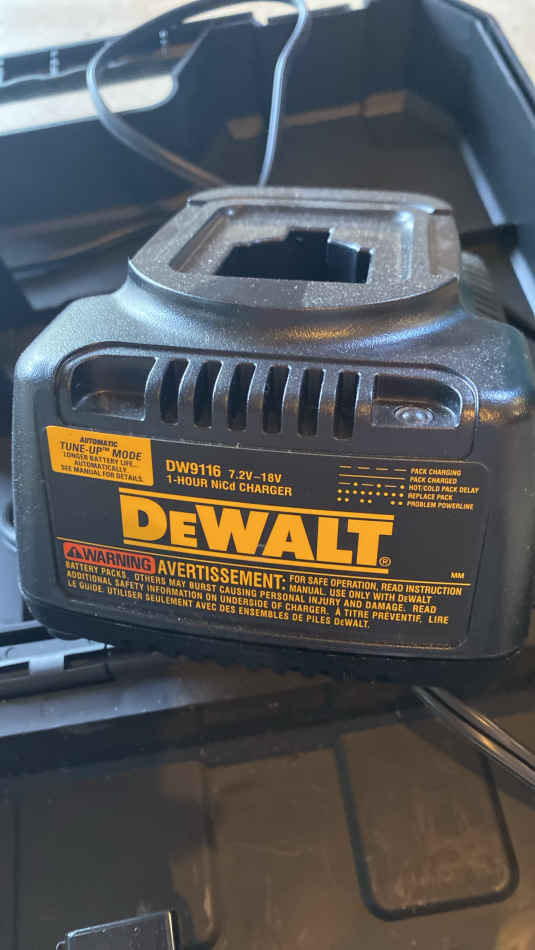 AUTOMATIC
TUNE-UP™ MODE
LONGER BATTERY LIFE...
AUTOMATICALLY.
SEE MANUAL FOR DETAILS.
DW9116 7.2V–18V
1-HOUR NiCd CHARGER
PACK CHARGING
PACK CHARGED
HOT/COLD PACK DELAY
REPLACE PACK
PROBLEM POWERLINE
DEWALT®
MM
WARNING AVERTISSEMENT: FOR SAFE OPERATION, READ INSTRUCTION
MANUAL. USE ONLY WITH DEWALT
BATTERY PACKS. OTHERS MAY BURST CAUSING PERSONAL INJURY AND DAMAGE. READ
ADDITIONAL SAFETY INFORMATION ON UNDERSIDE OF CHARGER. À TITRE PRÉVENTIF, LIRE
LE GUIDE. UTILISER SEULEMENT AVEC DES ENSEMBLES DE PILES DEWALT.